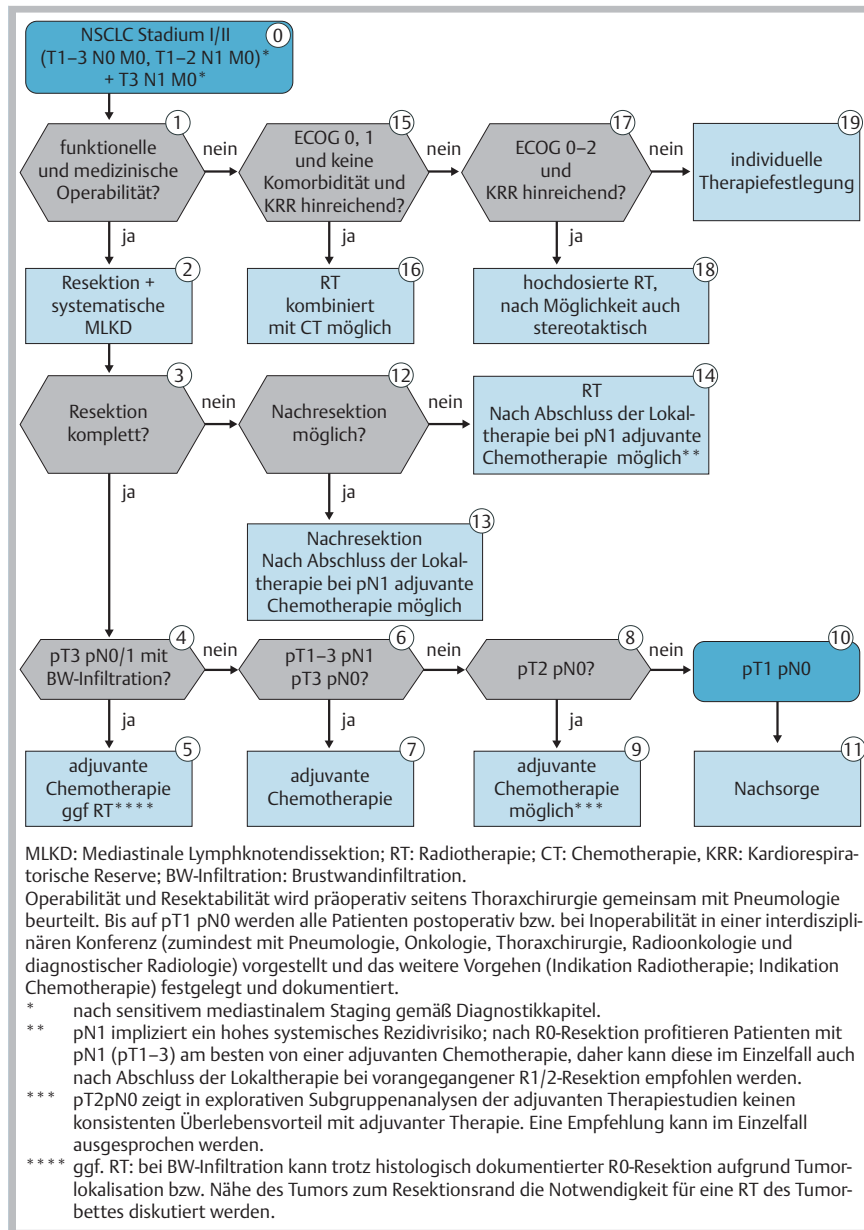 NSCLC Stadium I/II
(T1–3 N0 M0, T1–2 N1 M0)*
+ T3 N1 M0*
0
funktionelle
und medizinische
Operabilität?
1
nein
ECOG 0, 1
und keine
Komorbidität und
KRR hinreichend?
15
nein
ECOG 0–2
und
KRR hinreichend?
17
nein
individuelle
Therapiefestlegung
19
ja
ja
ja
Resektion +
systematische
MLKD
2
RT
kombiniert
mit CT möglich
16
hochdosierte RT,
nach Möglichkeit auch
stereotaktisch
18
Resektion
komplett?
3
nein
Nachresektion
möglich?
12
nein
RT
Nach Abschluss der Lokal-
therapie bei pN1 adjuvante
Chemotherapie möglich**
14
ja
ja
Nachresektion
Nach Abschluss der Lokal-
therapie bei pN1 adjuvante
Chemotherapie möglich
13
pT3 pN0/1 mit
BW-Infiltration?
4
nein
pT1–3 pN1
pT3 pN0?
6
nein
pT2 pN0?
8
nein
pT1 pN0
10
ja
ja
ja
adjuvante
Chemotherapie
ggf RT****
5
adjuvante
Chemotherapie
7
adjuvante
Chemotherapie
möglich***
9
Nachsorge
11
MLKD: Mediastinale Lymphknotendissektion; RT: Radiotherapie; CT: Chemotherapie, KRR: Kardiorespira-
torische Reserve; BW-Infiltration: Brustwandinfiltration.
Operabilität und Resektabilität wird präoperativ seitens Thoraxchirurgie gemeinsam mit Pneumologie
beurteilt. Bis auf pT1 pN0 werden alle Patienten postoperativ bzw. bei Inoperabilität in einer interdiszipli-
nären Konferenz (zumindest mit Pneumologie, Onkologie, Thoraxchirurgie, Radioonkologie und
diagnostischer Radiologie) vorgestellt und das weitere Vorgehen (Indikation Radiotherapie; Indikation
Chemotherapie) festgelegt und dokumentiert.
* nach sensitivem mediastinalem Staging gemäß Diagnostikkapitel.
** pN1 impliziert ein hohes systemisches Rezidivrisiko; nach R0-Resektion profitieren Patienten mit
pN1 (pT1–3) am besten von einer adjuvanten Chemotherapie, daher kann diese im Einzelfall auch
nach Abschluss der Lokaltherapie bei vorangegangener R1/2-Resektion empfohlen werden.
*** pT2pN0 zeigt in explorativen Subgruppenanalysen der adjuvanten Therapiestudien keinen
konsistenten Überlebensvorteil mit adjuvanter Therapie. Eine Empfehlung kann im Einzelfall
ausgesprochen werden.
**** ggf. RT: bei BW-Infiltration kann trotz histologisch dokumentierter R0-Resektion aufgrund Tumor-
lokalisation bzw. Nähe des Tumors zum Resektionsrand die Notwendigkeit für eine RT des Tumor-
bettes diskutiert werden.